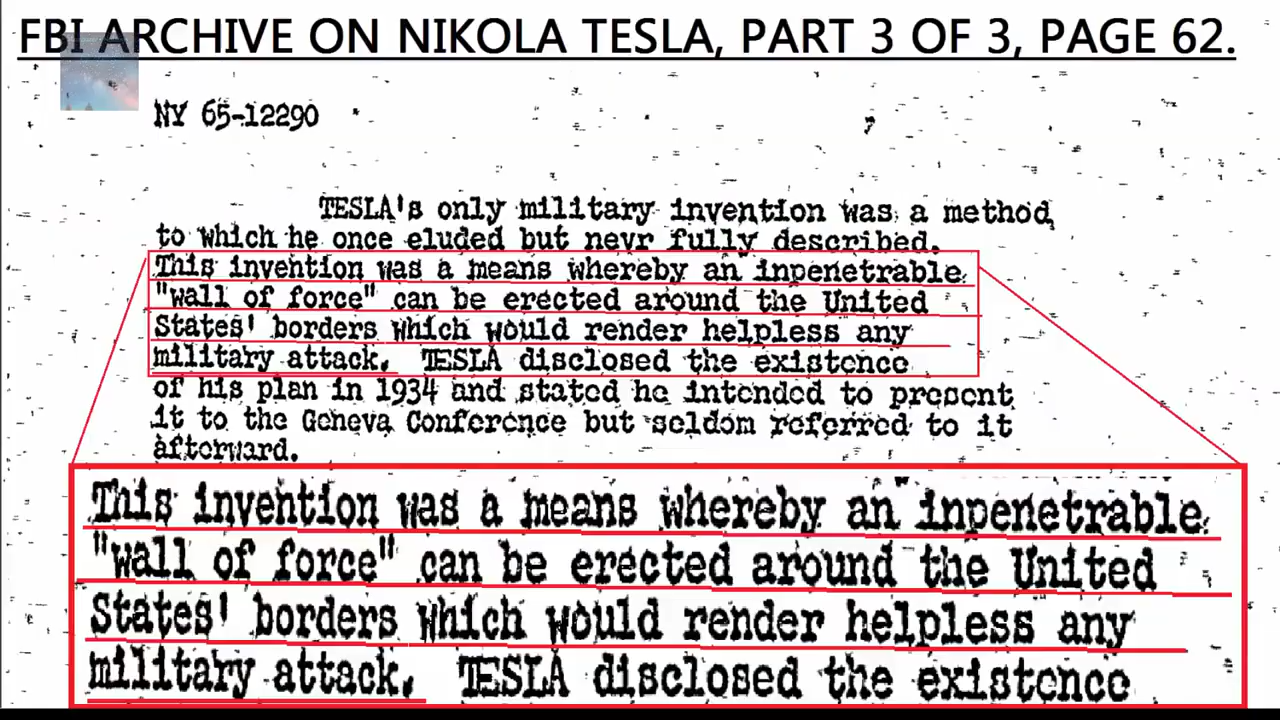 FBI ARCHIVE ON NIKOLA TESLA, PART 3 OF 3, PAGE 62.
NY 65-12290
TESLA's only military invention was a method
to which he once eluded but nevr fully described.
This invention was a means whereby an inpenetrable
"wall of force" can be erected around the United
States' borders which would render helpless any
military attack. TESLA disclosed the existence
of his plan in 1934 and stated he intended to present
it to the Geneva Conference but seldom referred to it
afterward.
This invention was a means whereby an inpenetrable
"wall of force" can be erected around the United
States' borders which would render helpless any
military attack. TESLA disclosed the existence